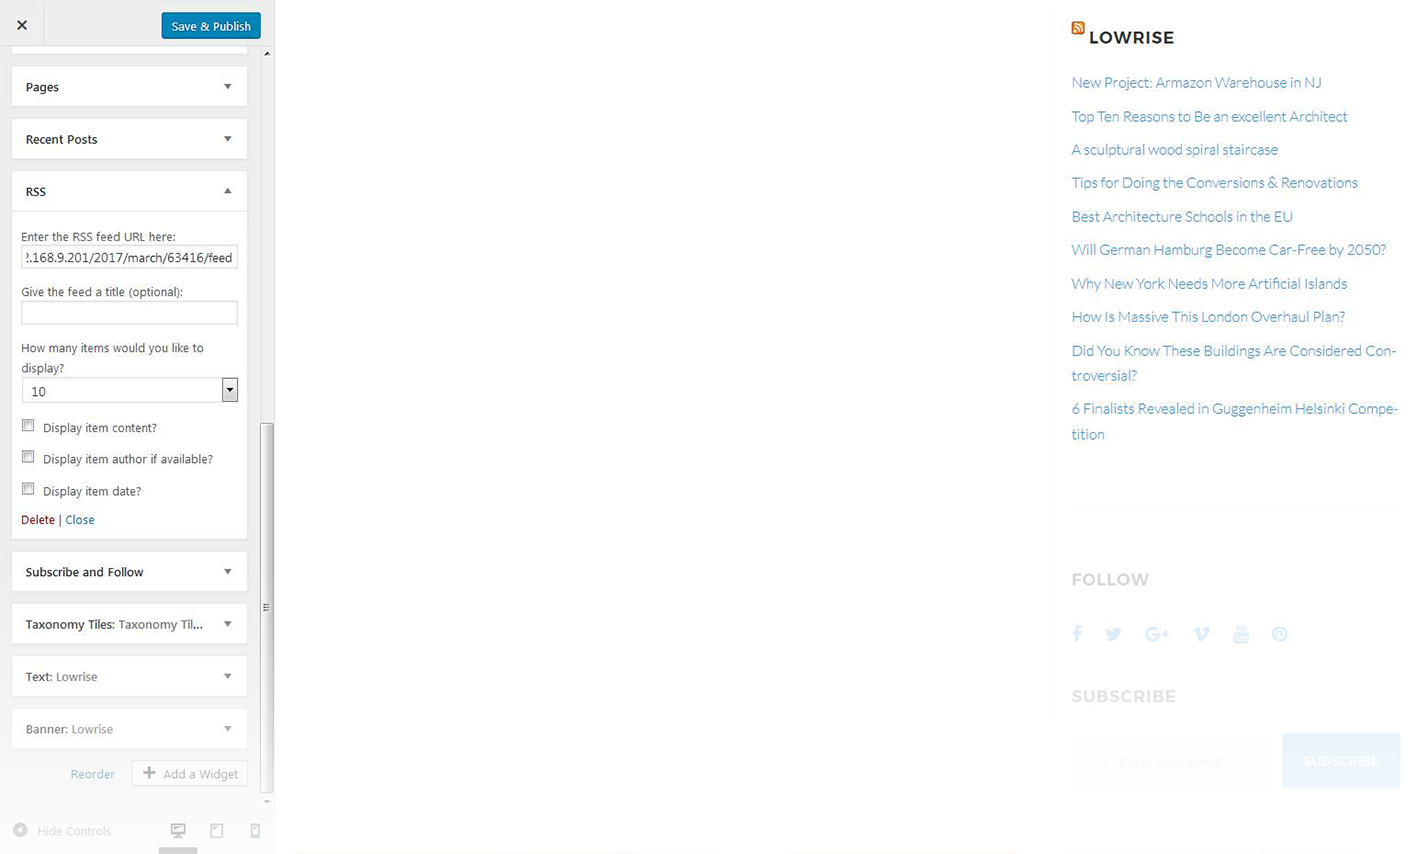 Save & Publish
Pages
Recent Posts
RSS
Enter the RSS feed URL here:
.168.9.201/2017/march/63416/feed
Give the feed a title (optional):
How many items would you like to
display?
10
Display item content?
Display item author if available?
Display item date?
Delete | Close
Subscribe and Follow
Taxonomy Tiles: Taxonomy Til...
Text: Lowrise
Banner: Lowrise
Reorder
Add a Widget
Hide Controls
LOWRISE
New Project: Armazon Warehouse in NJ
Top Ten Reasons to Be an excellent Architect
A sculptural wood spiral staircase
Tips for Doing the Conversions & Renovations
Best Architecture Schools in the EU
Will German Hamburg Become Car-Free by 2050?
Why New York Needs More Artificial Islands
How Is Massive This London Overhaul Plan?
Did You Know These Buildings Are Considered Con-
troversial?
6 Finalists Revealed in Guggenheim Helsinki Compe-
tition
FOLLOW
SUBSCRIBE
Enter your email
SUBSCRIBE